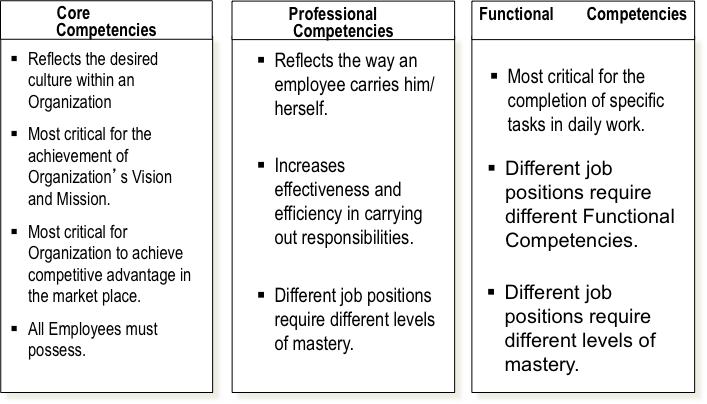 Core
Competencies
▪ Reflects the desired
culture within an
Organization
▪ Most critical for the
achievement of
Organization’s Vision
and Mission.
▪ Most critical for
Organization to achieve
competitive advantage in
the market place.
▪ All Employees must
possess.
Professional
Competencies
▪ Reflects the way an
employee carries him/
herself.
▪ Increases
effectiveness and
efficiency in carrying
out responsibilities.
▪ Different job positions
require different levels
of mastery.
Functional Competencies
▪ Most critical for the
completion of specific
tasks in daily work.
▪ Different job
positions require
different Functional
Competencies.
▪ Different job
positions require
different levels of
mastery.